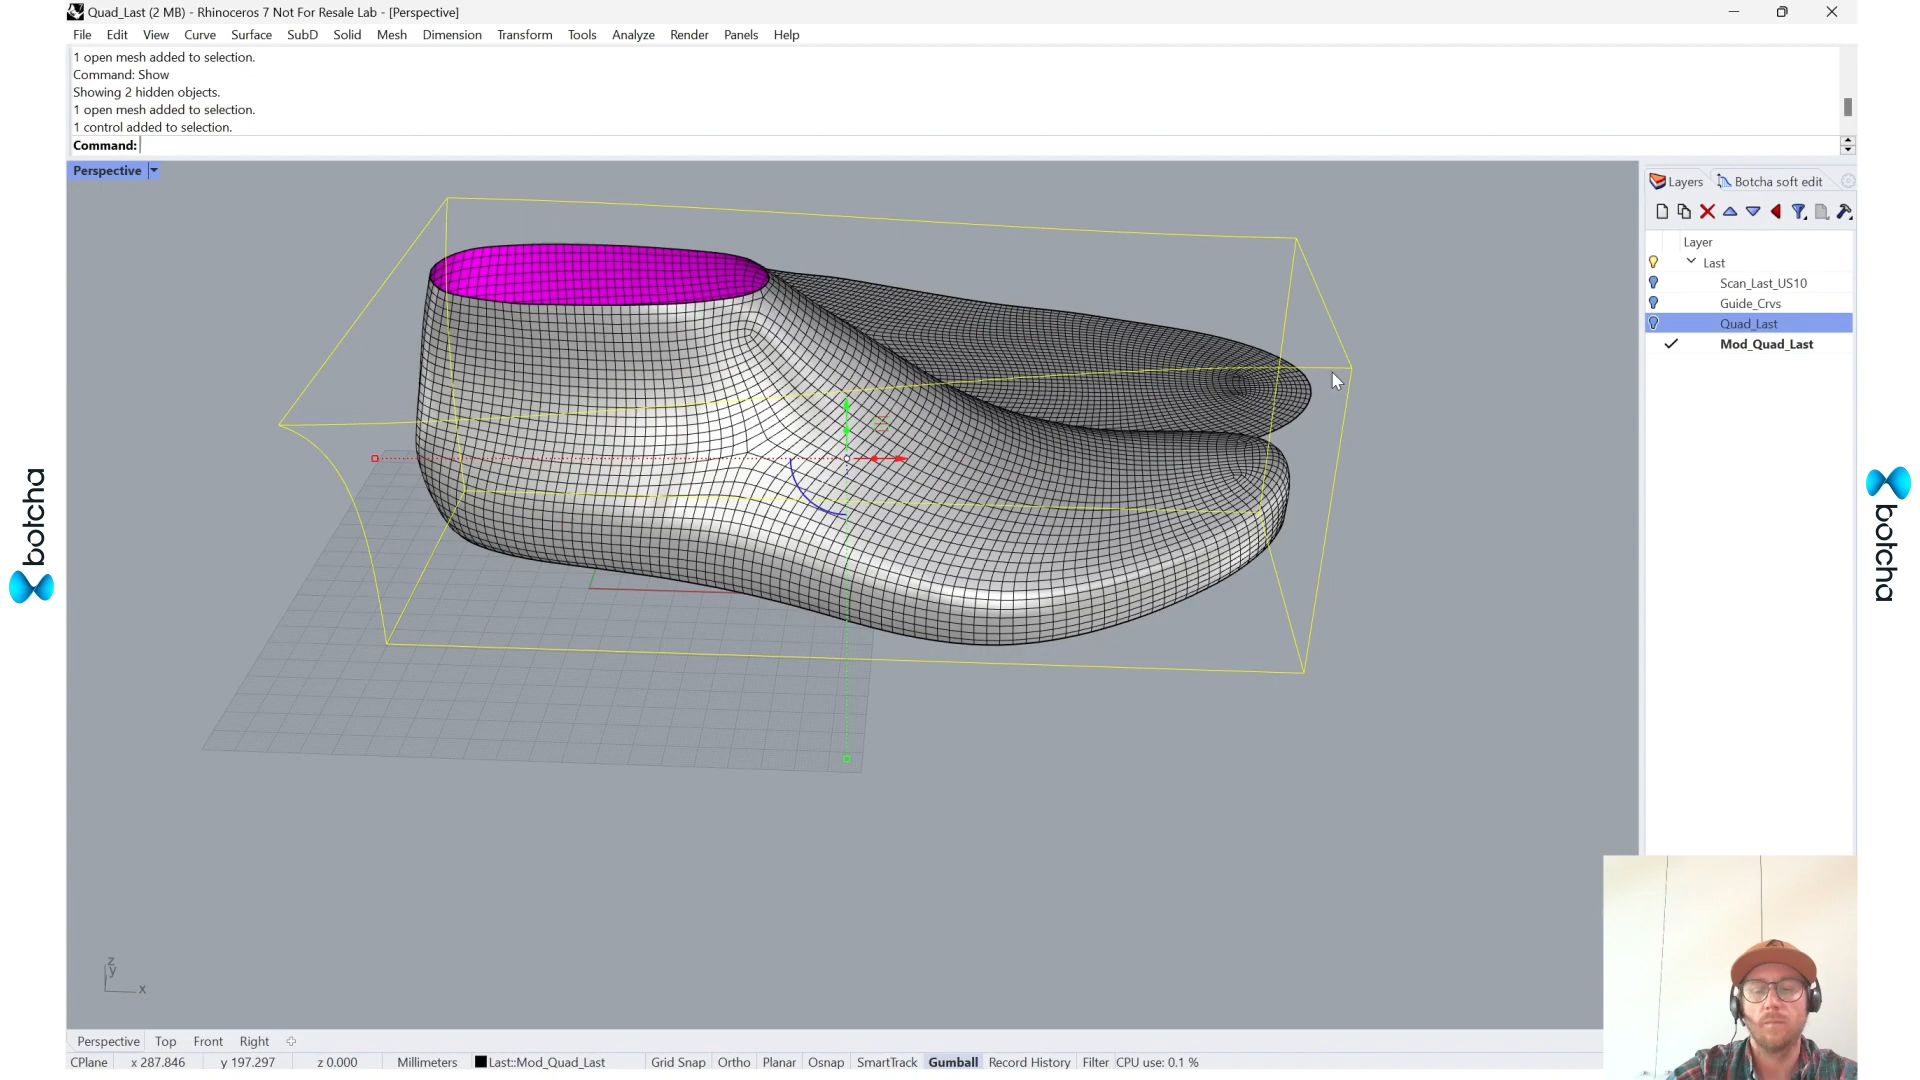 Quad_Last (2 MB) - Rhinoceros 7 Not For Resale Lab - [Perspective]
File Edit View Curve Surface SubD Solid Mesh Dimension Transform Tools Analyze Render Panels Help
1 open mesh added to selection.
Command: Show
Showing 2 hidden objects.
1 open mesh added to selection.
1 control added to selection.
Command:
Perspective
Layers Botcha soft edit
Layer
Last
Scan_Last_US10
Guide_Crvs
Quad_Last
Mod_Quad_Last
botcha
botcha
z
y
x
Perspective Top Front Right
CPlane x 287.846 y 197.297 z 0.000 Millimeters Last::Mod_Quad_Last Grid Snap Ortho Planar Osnap SmartTrack Gumball Record History Filter CPU use: 0.1 %